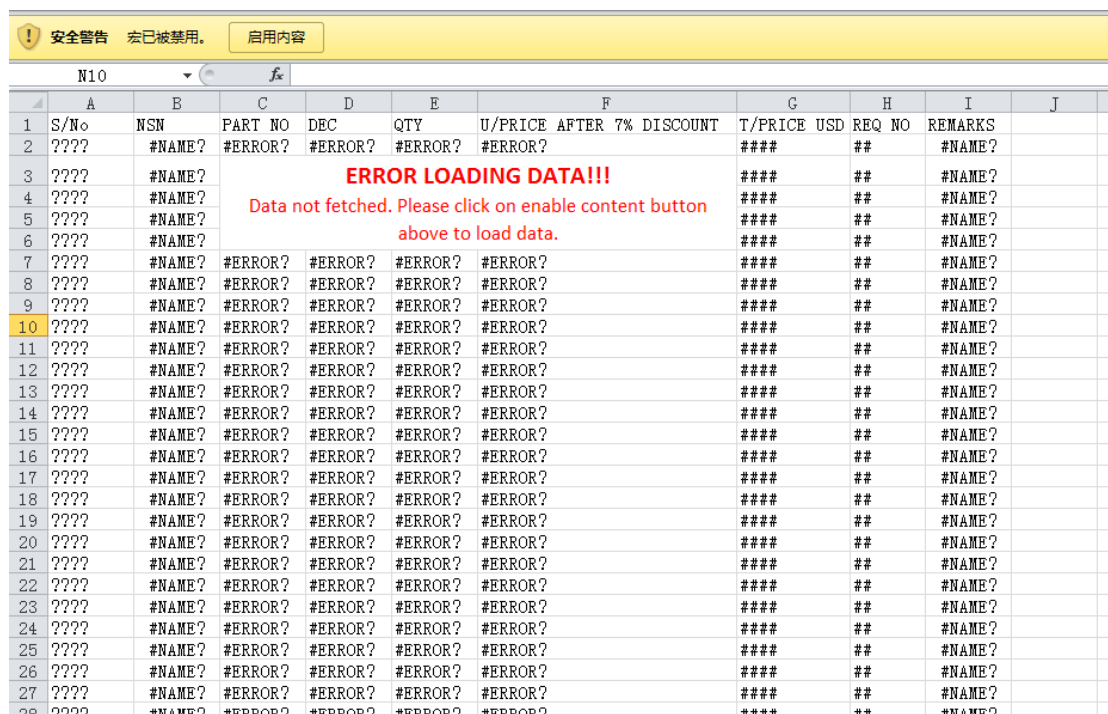 安全警告 宏已被禁用。 启用内容
N10 fx
A B C D E F G H I J
1 S/No NSN PART NO DEC QTY U/PRICE AFTER 7% DISCOUNT T/PRICE USD REQ NO REMARKS
2 ???? #NAME? #ERROR? #ERROR? #ERROR? #ERROR? #### ## #NAME?
3 ???? #NAME? ERROR LOADING DATA!!! #### ## #NAME?
4 ???? #NAME? Data not fetched. Please click on enable content button #### ## #NAME?
5 ???? #NAME? #### ## #NAME?
6 ???? #NAME? above to load data. #### ## #NAME?
7 ???? #NAME? #ERROR? #ERROR? #ERROR? #ERROR? #### ## #NAME?
8 ???? #NAME? #ERROR? #ERROR? #ERROR? #ERROR? #### ## #NAME?
9 ???? #NAME? #ERROR? #ERROR? #ERROR? #ERROR? #### ## #NAME?
10 ???? #NAME? #ERROR? #ERROR? #ERROR? #ERROR? #### ## #NAME?
11 ???? #NAME? #ERROR? #ERROR? #ERROR? #ERROR? #### ## #NAME?
12 ???? #NAME? #ERROR? #ERROR? #ERROR? #ERROR? #### ## #NAME?
13 ???? #NAME? #ERROR? #ERROR? #ERROR? #ERROR? #### ## #NAME?
14 ???? #NAME? #ERROR? #ERROR? #ERROR? #ERROR? #### ## #NAME?
15 ???? #NAME? #ERROR? #ERROR? #ERROR? #ERROR? #### ## #NAME?
16 ???? #NAME? #ERROR? #ERROR? #ERROR? #ERROR? #### ## #NAME?
17 ???? #NAME? #ERROR? #ERROR? #ERROR? #ERROR? #### ## #NAME?
18 ???? #NAME? #ERROR? #ERROR? #ERROR? #ERROR? #### ## #NAME?
19 ???? #NAME? #ERROR? #ERROR? #ERROR? #ERROR? #### ## #NAME?
20 ???? #NAME? #ERROR? #ERROR? #ERROR? #ERROR? #### ## #NAME?
21 ???? #NAME? #ERROR? #ERROR? #ERROR? #ERROR? #### ## #NAME?
22 ???? #NAME? #ERROR? #ERROR? #ERROR? #ERROR? #### ## #NAME?
23 ???? #NAME? #ERROR? #ERROR? #ERROR? #ERROR? #### ## #NAME?
24 ???? #NAME? #ERROR? #ERROR? #ERROR? #ERROR? #### ## #NAME?
25 ???? #NAME? #ERROR? #ERROR? #ERROR? #ERROR? #### ## #NAME?
26 ???? #NAME? #ERROR? #ERROR? #ERROR? #ERROR? #### ## #NAME?
27 ???? #NAME? #ERROR? #ERROR? #ERROR? #ERROR? #### ## #NAME?